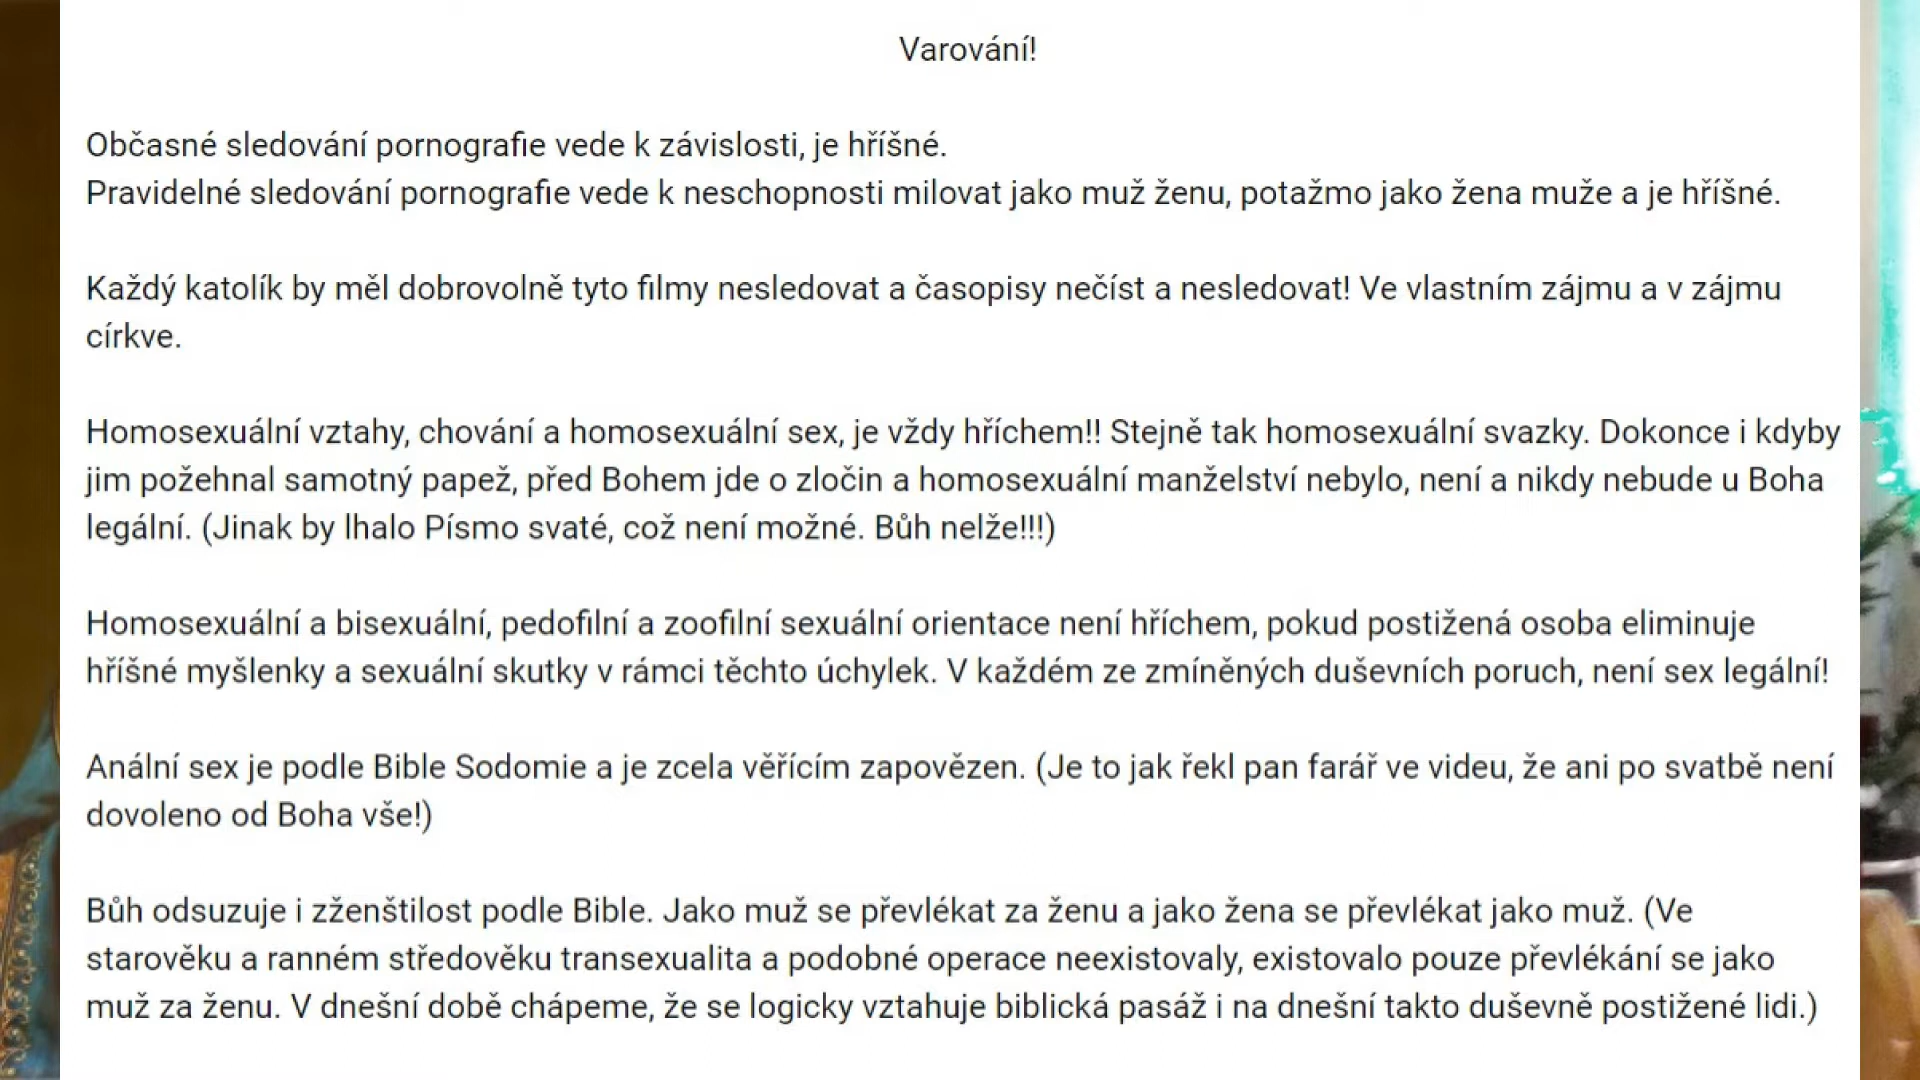 Varování!
Občasné sledování pornografie vede k závislosti, je hříšné.
Pravidelné sledování pornografie vede k neschopnosti milovat jako muž ženu, potažmo jako žena muže a je hříšné.
Každý katolík by měl dobrovolně tyto filmy nesledovat a časopisy nečíst a nesledovat! Ve vlastním zájmu a v zájmu
církve.
Homosexuální vztahy, chování a homosexuální sex, je vždy hříchem!! Stejně tak homosexuální svazky. Dokonce i kdyby
jim požehnal samotný papež, před Bohem jde o zločin a homosexuální manželství nebylo, není a nikdy nebude u Boha
legální. (Jinak by lhalo Písmo svaté, což není možné. Bůh nelže!!!)
Homosexuální a bisexuální, pedofilní a zoofilní sexuální orientace není hříchem, pokud postižená osoba eliminuje
hříšné myšlenky a sexuální skutky v rámci těchto úchylek. V každém ze zmíněných duševních poruch, není sex legální!
Anální sex je podle Bible Sodomie a je zcela věřícím zapovězen. (Je to jak řekl pan farář ve videu, že ani po svatbě není
dovoleno od Boha vše!)
Bůh odsuzuje i zženštilost podle Bible. Jako muž se převlékat za ženu a jako žena se převlékat jako muž. (Ve
starověku a ranném středověku transexualita a podobné operace neexistovaly, existovalo pouze převlékání se jako
muž za ženu. V dnešní době chápeme, že se logicky vztahuje biblická pasáž i na dnešní takto duševně postižené lidi.)